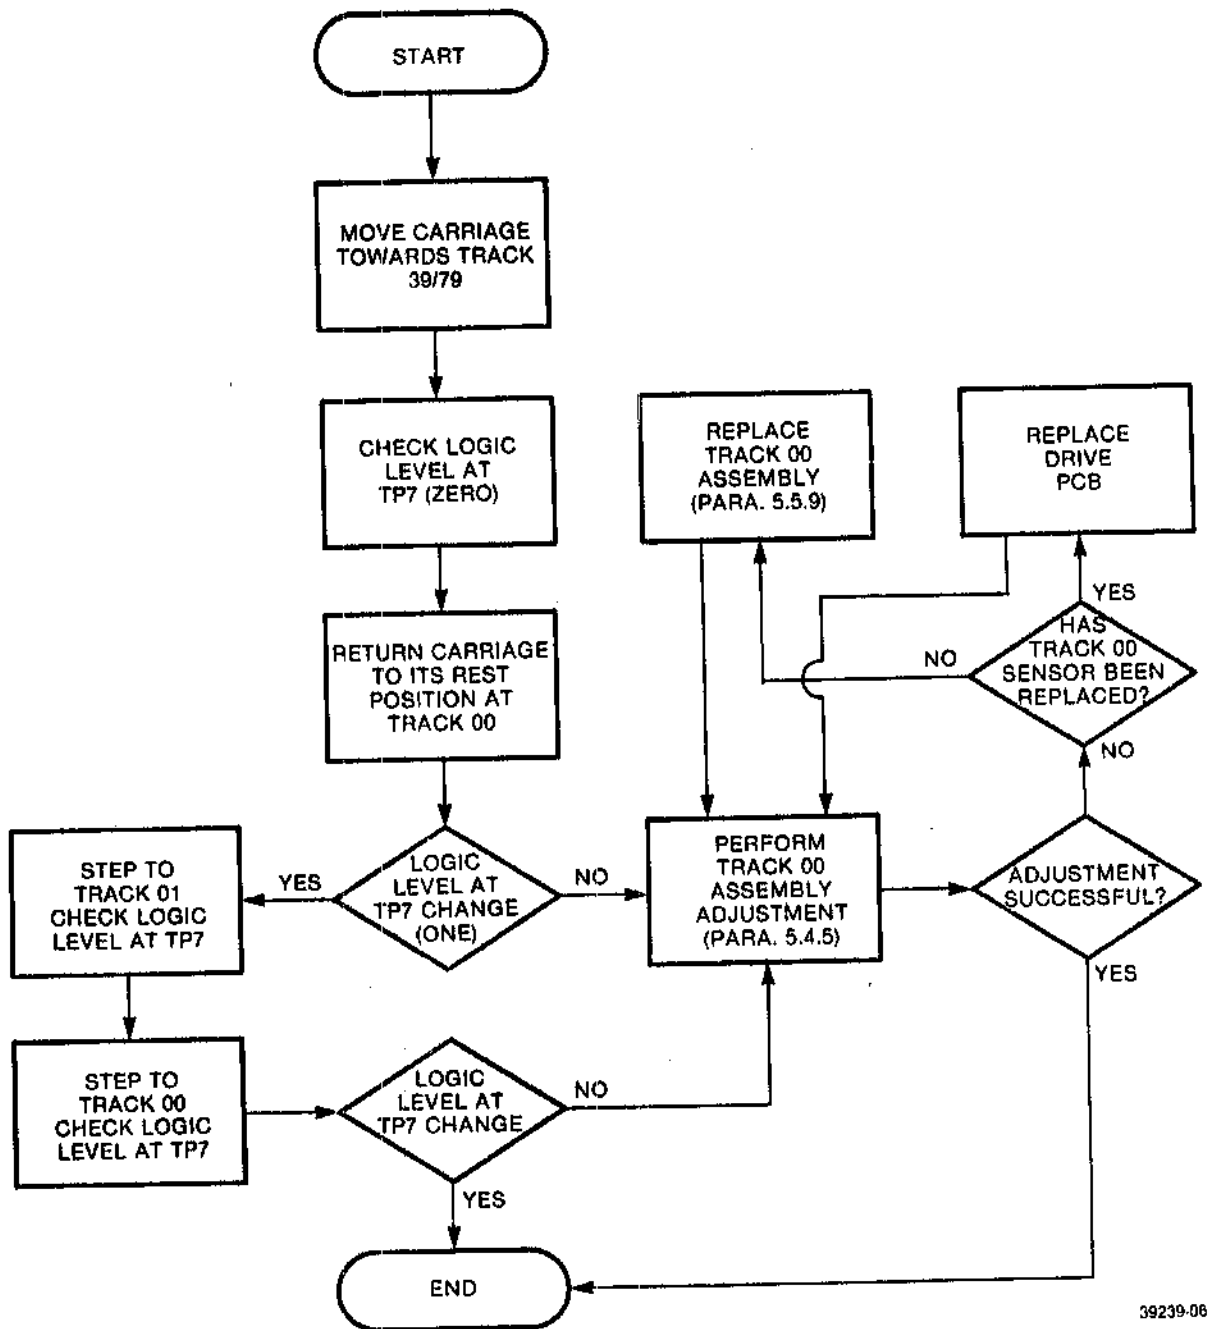 START
MOVE CARRIAGE
TOWARDS TRACK
39/79
CHECK LOGIC
LEVEL AT
TP7 (ZERO)
REPLACE
TRACK 00
ASSEMBLY
(PARA. 5.5.9)
REPLACE
DRIVE
PCB
RETURN CARRIAGE
TO ITS REST
POSITION AT
TRACK 00
YES
HAS
TRACK 00
SENSOR BEEN
REPLACED?
NO
NO
STEP TO
TRACK 01
CHECK LOGIC
LEVEL AT TP7
YES
LOGIC
LEVEL AT
TP7 CHANGE
(ONE)
NO
PERFORM
TRACK 00
ASSEMBLY
ADJUSTMENT
(PARA. 5.4.5)
ADJUSTMENT
SUCCESSFUL?
YES
STEP TO
TRACK 00
CHECK LOGIC
LEVEL AT TP7
LOGIC
LEVEL AT
TP7 CHANGE
NO
YES
END
39239-06